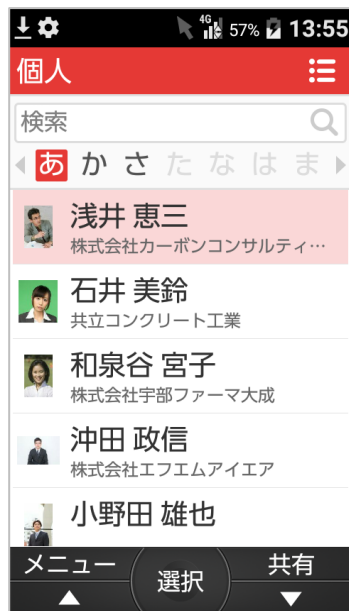 4G 57% 13:55
個人
検索
あ か さ た な は ま
浅井 恵三
株式会社カーボンコンサルティ…
石井 美鈴
共立コンクリート工業
和泉谷 宮子
株式会社宇部ファーマ大成
沖田 政信
株式会社エフエムアイエア
小野田 雄也
メニュー 選択 共有